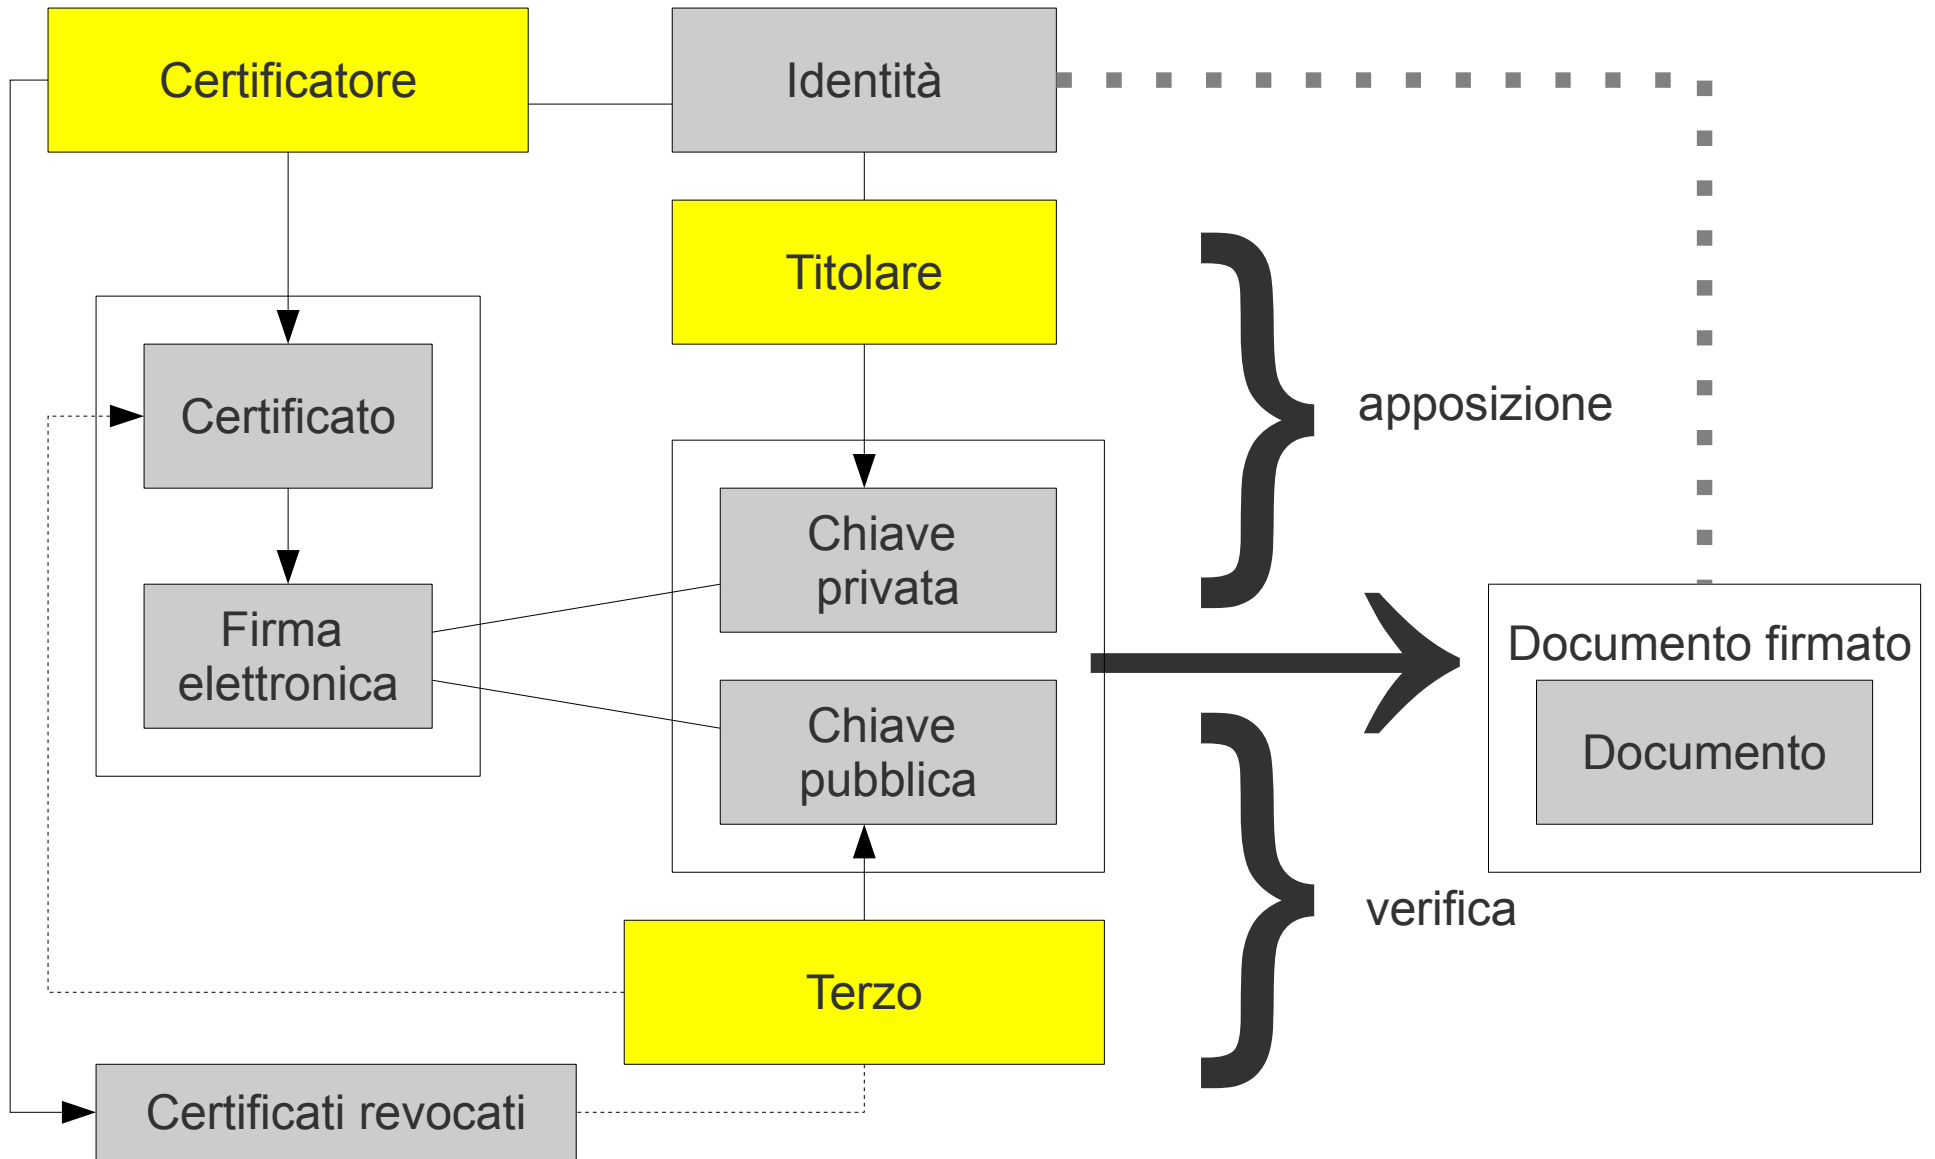 Certificatore
Identità
Titolare
apposizione
Certificato
Chiave
privata
Firma
elettronica
Documento firmato
Chiave
pubblica
Documento
verifica
Terzo
Certificati revocati